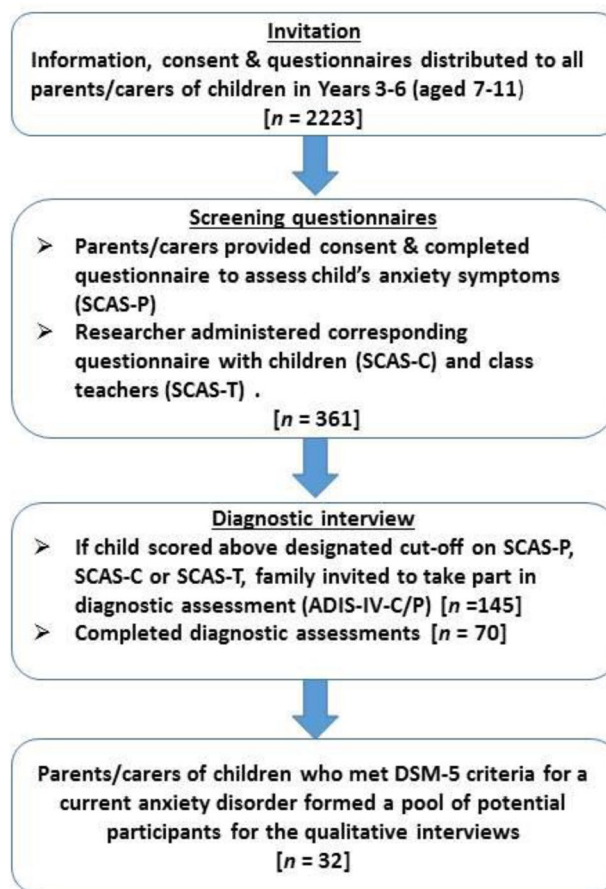 Invitation
Information, consent & questionnaires distributed to all
parents/carers of children in Years 3-6 (aged 7-11)
[n = 2223]
Screening questionnaires
➢ Parents/carers provided consent & completed
questionnaire to assess child's anxiety symptoms
(SCAS-P)
➢ Researcher administered corresponding
questionnaire with children (SCAS-C) and class
teachers (SCAS-T) .
[n = 361]
Diagnostic interview
➢ If child scored above designated cut-off on SCAS-P,
SCAS-C or SCAS-T, family invited to take part in
diagnostic assessment (ADIS-IV-C/P) [n =145]
➢ Completed diagnostic assessments [n = 70]
Parents/carers of children who met DSM-5 criteria for a
current anxiety disorder formed a pool of potential
participants for the qualitative interviews
[n = 32]